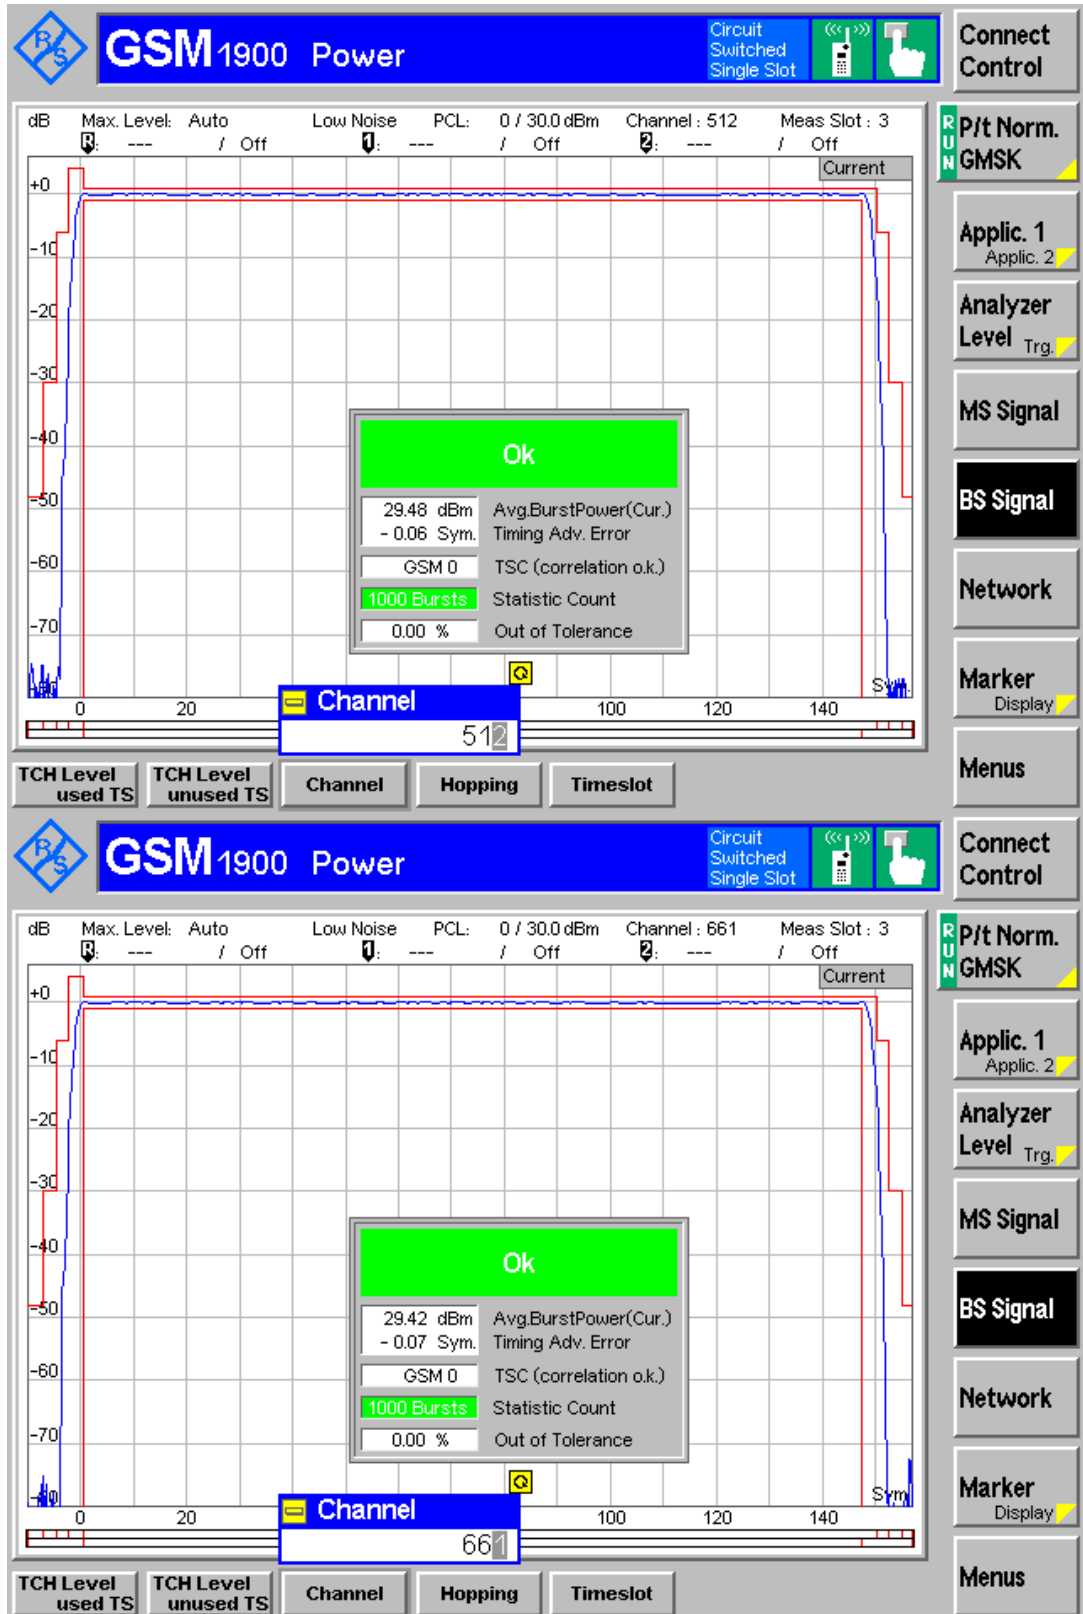 R/S GSM 1900 Power Circuit Switched Single Slot Connect Control
dB Max. Level: Auto Low Noise PCL: 0 / 30.0 dBm Channel : 512 Meas Slot : 3
R: --- / Off 1: --- / Off 2: --- / Off
Current
RUN P/t Norm. GMSK
+0
Applic. 1
Applic. 2
-10
-20
Analyzer
Level Trg.
-30
MS Signal
-40
Ok
-50
BS Signal
29.48 dBm Avg.BurstPower(Cur.)
- 0.06 Sym. Timing Adv. Error
-60
GSM 0 TSC (correlation o.k.)
Network
1000 Bursts Statistic Count
-70
0.00 % Out of Tolerance
Marker
Display
Sym.
0 20 100 120 140
Channel
512
Menus
TCH Level used TS TCH Level unused TS Channel Hopping Timeslot
R/S GSM 1900 Power Circuit Switched Single Slot Connect Control
dB Max. Level: Auto Low Noise PCL: 0 / 30.0 dBm Channel : 661 Meas Slot : 3
R: --- / Off 1: --- / Off 2: --- / Off
Current
RUN P/t Norm. GMSK
+0
Applic. 1
Applic. 2
-10
-20
Analyzer
Level Trg.
-30
MS Signal
-40
Ok
-50
BS Signal
29.42 dBm Avg.BurstPower(Cur.)
- 0.07 Sym. Timing Adv. Error
-60
GSM 0 TSC (correlation o.k.)
Network
1000 Bursts Statistic Count
-70
0.00 % Out of Tolerance
Marker
Display
Sym
0 20 100 120 140
Channel
661
Menus
TCH Level used TS TCH Level unused TS Channel Hopping Timeslot